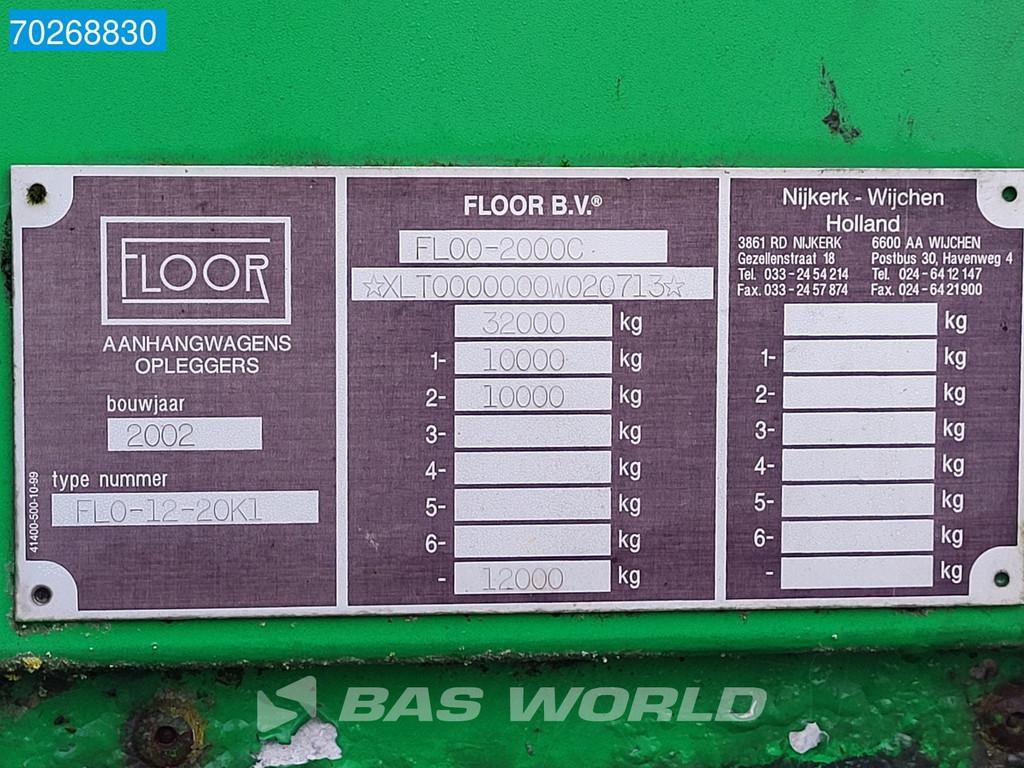 70268830
FLOOR
AANHANGWAGENS
OPLEGGERS
bouwjaar
2002
type nummer
FLO-12-20K1
41400-500-10-99
FLOOR B.V.®
FLOO-2000C
☆XLT0000000W020713☆
32000 kg
1- 10000 kg
2- 10000 kg
3- kg
4- kg
5- kg
6- kg
- 12000 kg
Nijkerk - Wijchen
Holland
3861 RD NIJKERK 6600 AA WIJCHEN
Gezellenstraat 18 Postbus 30, Havenweg 4
Tel. 033-24 54 214 Tel. 024-64 12 147
Fax. 033-24 57 874 Fax. 024-64 21 900
kg
1- kg
2- kg
3- kg
4- kg
5- kg
6- kg
- kg
BAS WORLD